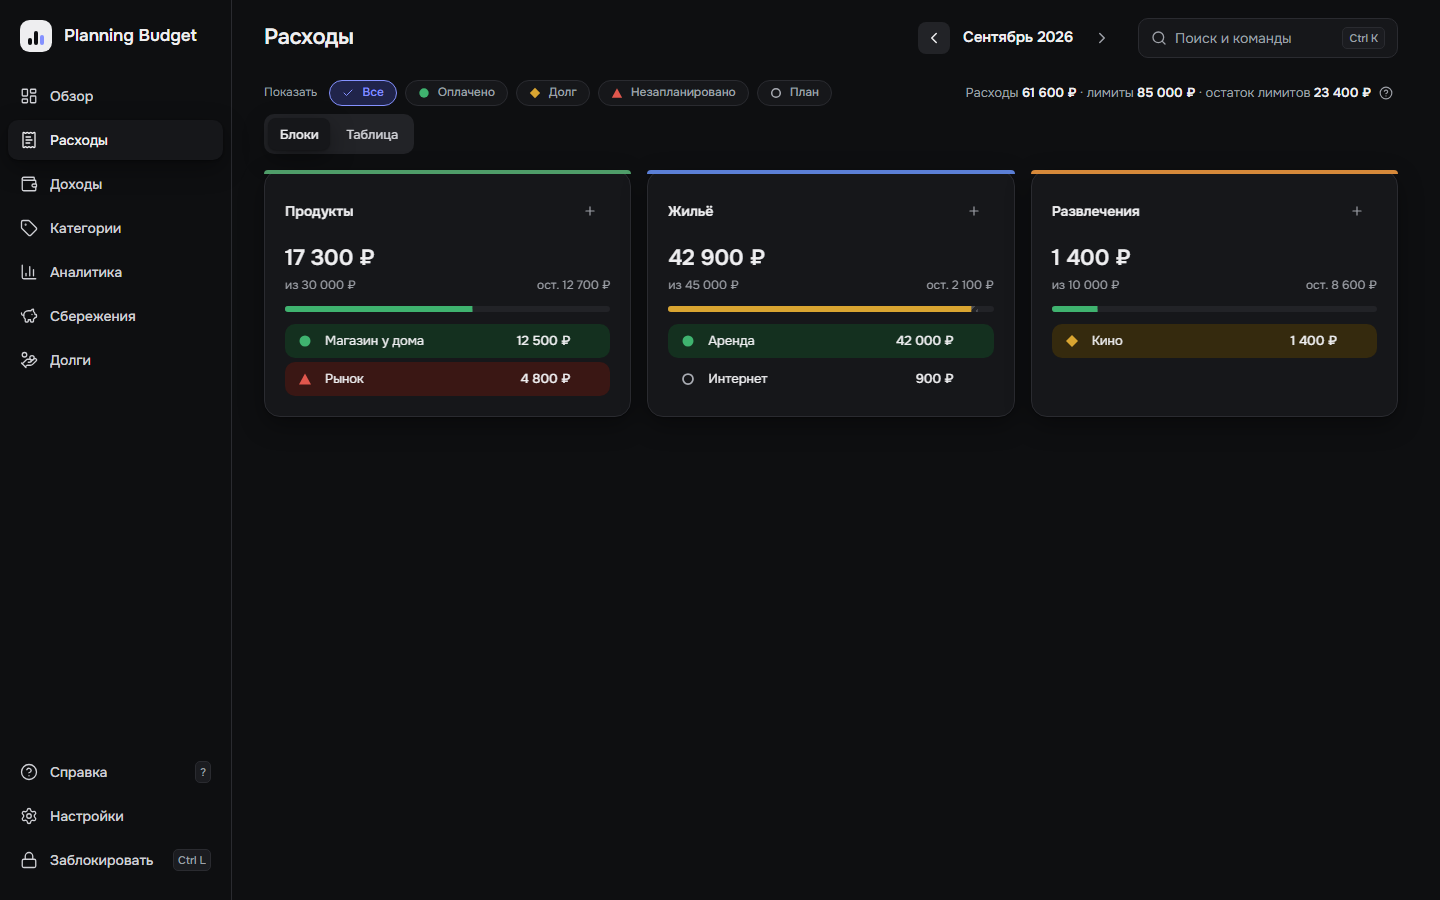 Planning Budget
Обзор
Расходы
Доходы
Категории
Аналитика
Сбережения
Долги
Справка ?
Настройки
Заблокировать Ctrl L
Расходы
Сентябрь 2026
Поиск и команды Ctrl K
Показать Все Оплачено Долг Незапланировано План
Расходы 61 600 ₽ · лимиты 85 000 ₽ · остаток лимитов 23 400 ₽ ?
Блоки Таблица
Продукты +
17 300 ₽
из 30 000 ₽ ост. 12 700 ₽
Магазин у дома 12 500 ₽
Рынок 4 800 ₽
Жильё +
42 900 ₽
из 45 000 ₽ ост. 2 100 ₽
Аренда 42 000 ₽
Интернет 900 ₽
Развлечения +
1 400 ₽
из 10 000 ₽ ост. 8 600 ₽
Кино 1 400 ₽